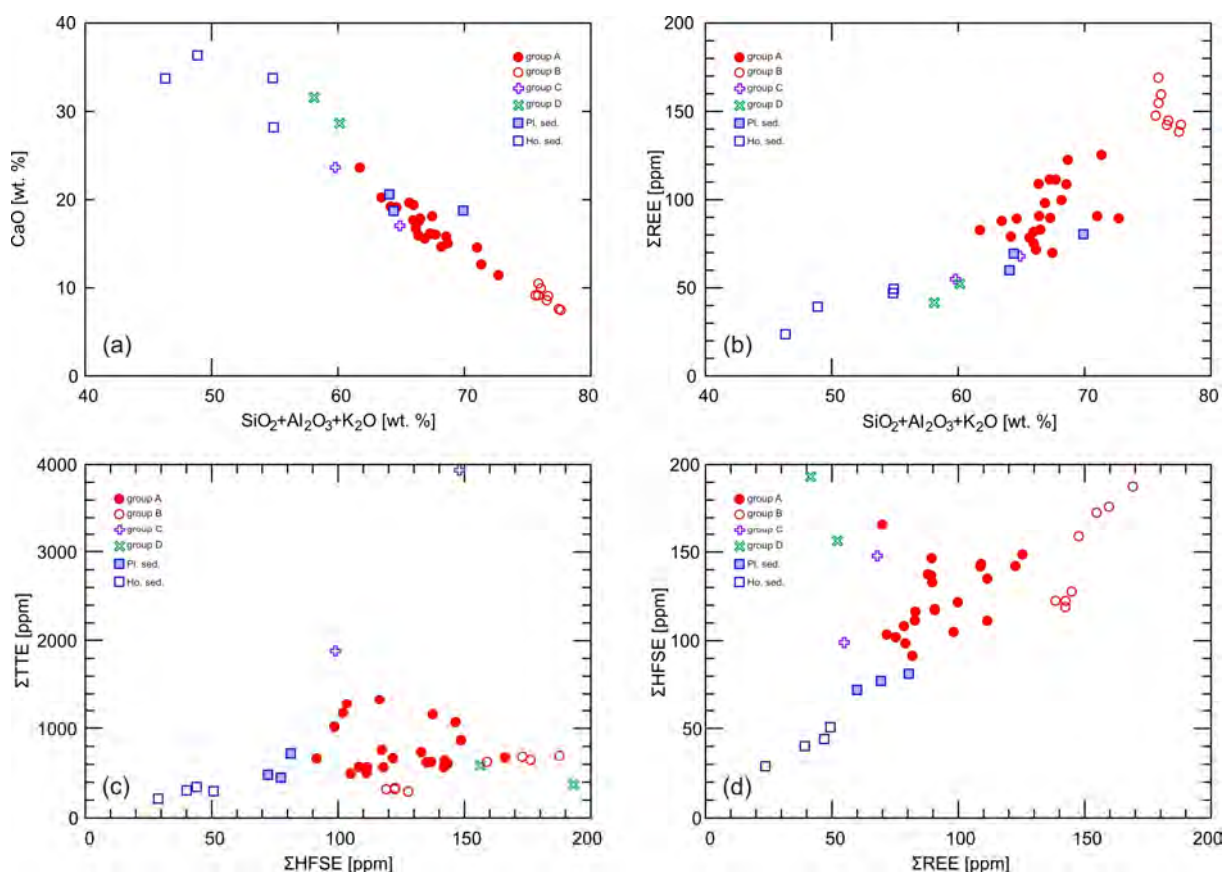 40
30
20
10
0
CaO [wt. %]
group A
group B
group C
group D
Pl. sed.
Ho. sed.
(a)
40 50 60 70 80
SiO₂+Al₂O₃+K₂O [wt. %]
200
150
100
50
0
ΣREE [ppm]
group A
group B
group C
group D
Pl. sed.
Ho. sed.
(b)
40 50 60 70 80
SiO₂+Al₂O₃+K₂O [wt. %]
4000
3000
2000
1000
0
ΣTTE [ppm]
group A
group B
group C
group D
Pl. sed.
Ho. sed.
(c)
0 50 100 150 200
ΣHFSE [ppm]
200
150
100
50
0
ΣHFSE [ppm]
group A
group B
group C
group D
Pl. sed.
Ho. sed.
(d)
0 50 100 150 200
ΣREE [ppm]